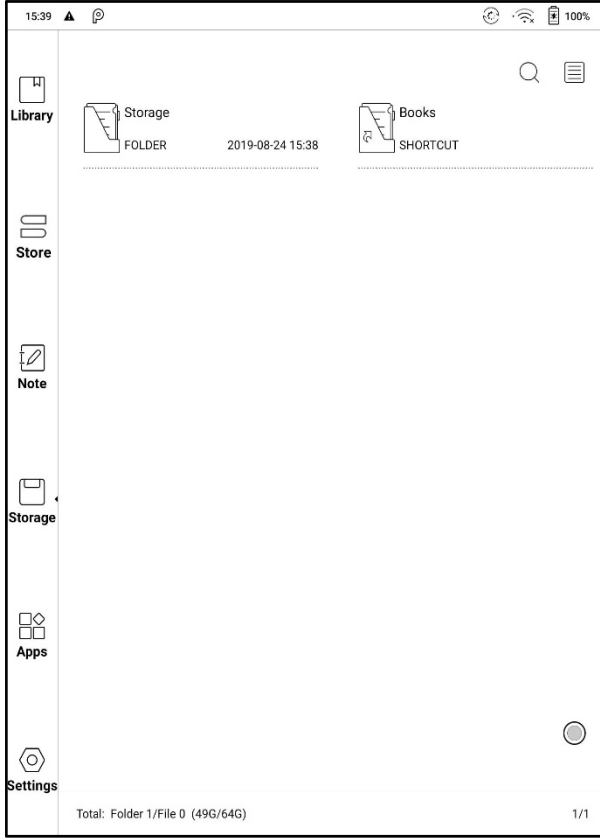 15:39
100%
Library
Storage
FOLDER 2019-08-24 15:38
Books
SHORTCUT
Store
Note
Storage
Apps
Settings
Total: Folder 1/File 0 (49G/64G)
1/1